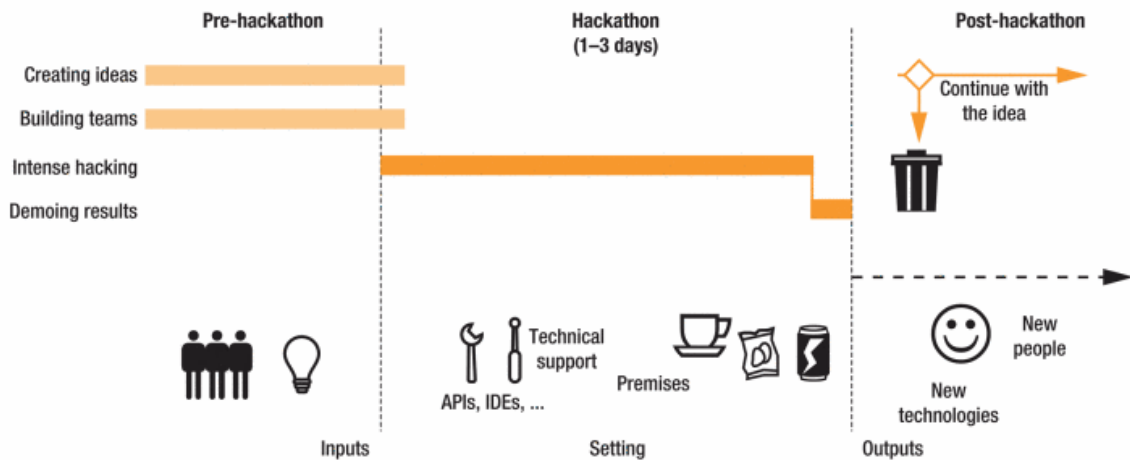 Pre-hackathon
Hackathon
(1–3 days)
Post-hackathon
Creating ideas
Building teams
Intense hacking
Demoing results
Continue with
the idea
Technical
support
APIs, IDEs, ...
Premises
New
people
New
technologies
Inputs
Setting
Outputs